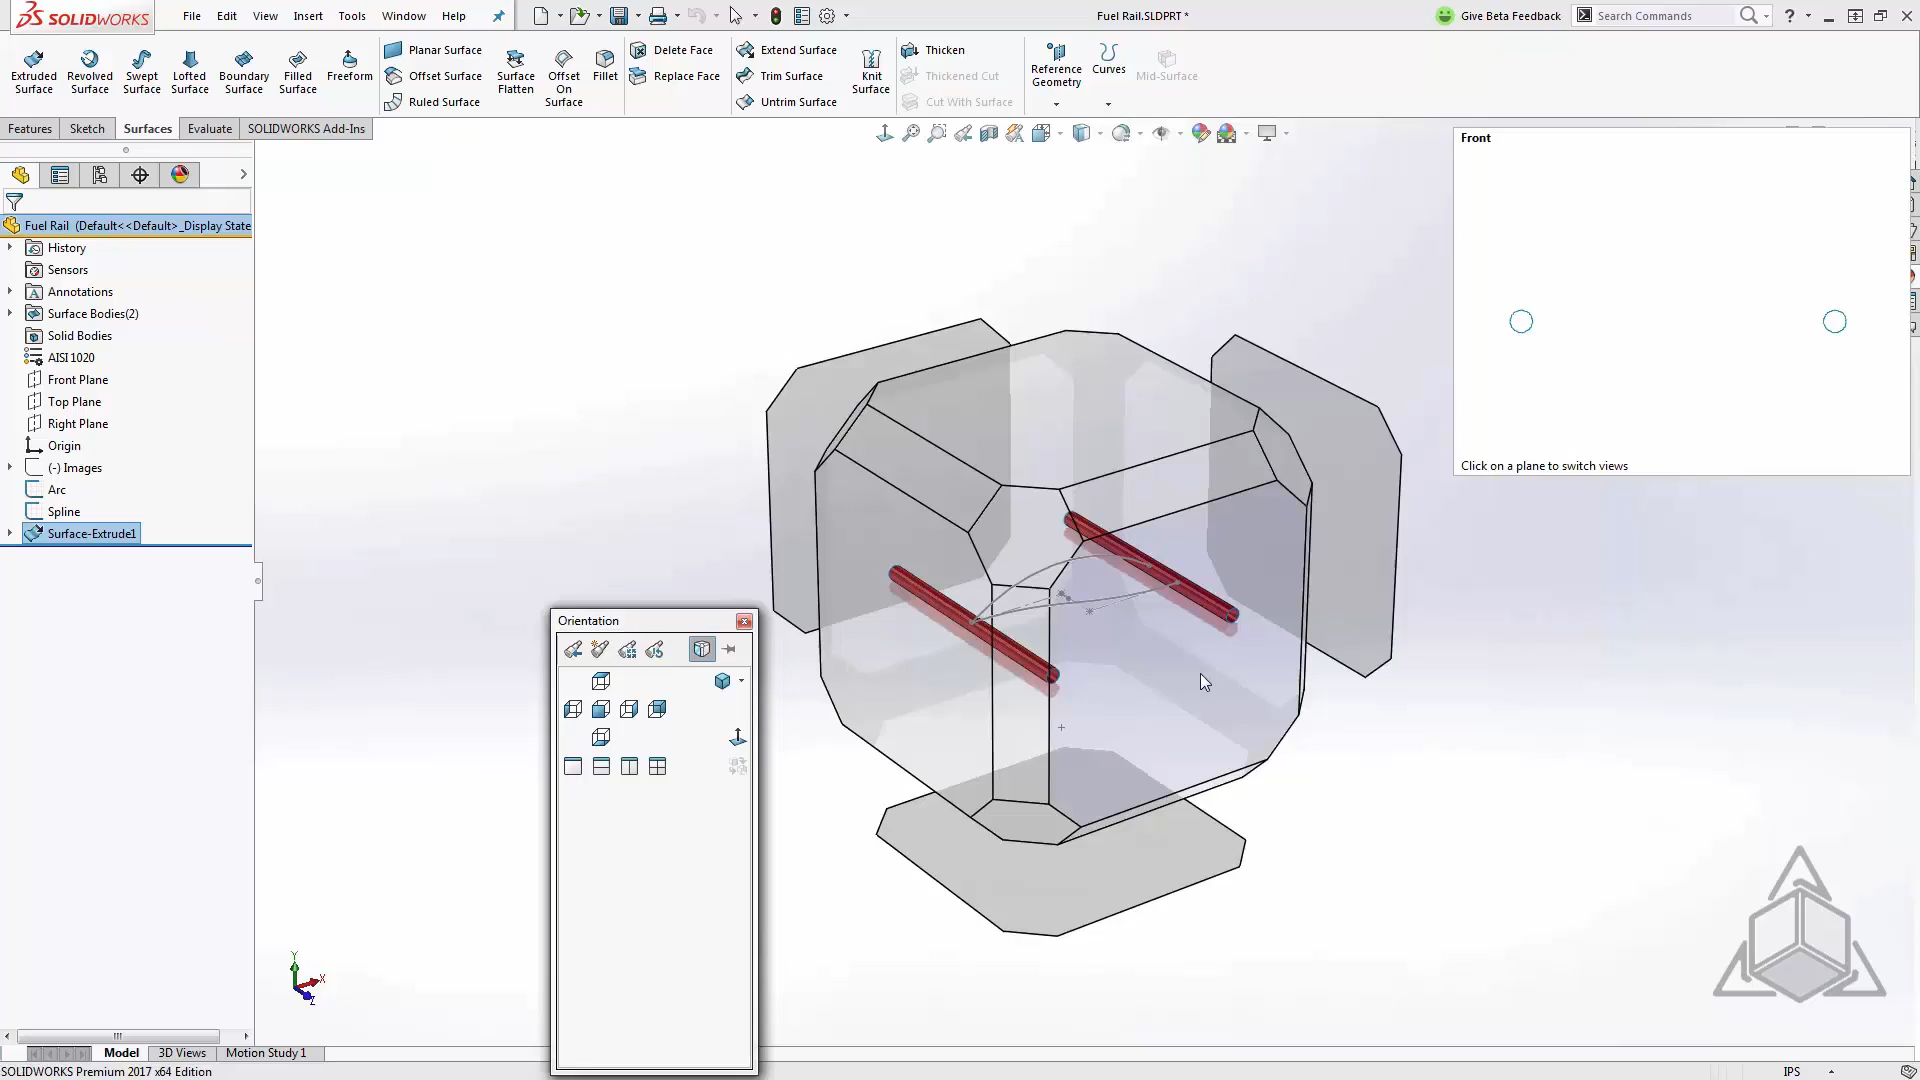 SOLIDWORKS File Edit View Insert Tools Window Help Fuel Rail.SLDPRT * Give Beta Feedback Search Commands ?
Extruded Surface
Revolved Surface
Swept Surface
Lofted Surface
Boundary Surface
Filled Surface
Freeform
Planar Surface
Offset Surface
Ruled Surface
Surface Flatten
Offset On Surface
Fillet
Delete Face
Replace Face
Extend Surface
Trim Surface
Untrim Surface
Knit Surface
Thicken
Thickened Cut
Cut With Surface
Reference Geometry
Curves
Mid-Surface
Features Sketch Surfaces Evaluate SOLIDWORKS Add-Ins
Front
Click on a plane to switch views
Fuel Rail (Default<<Default>_Display State
History
Sensors
Annotations
Surface Bodies(2)
Solid Bodies
AISI 1020
Front Plane
Top Plane
Right Plane
Origin
(-) Images
Arc
Spline
Surface-Extrude1
Orientation
Y
X
Z
Model 3D Views Motion Study 1
SOLIDWORKS Premium 2017 x64 Edition IPS